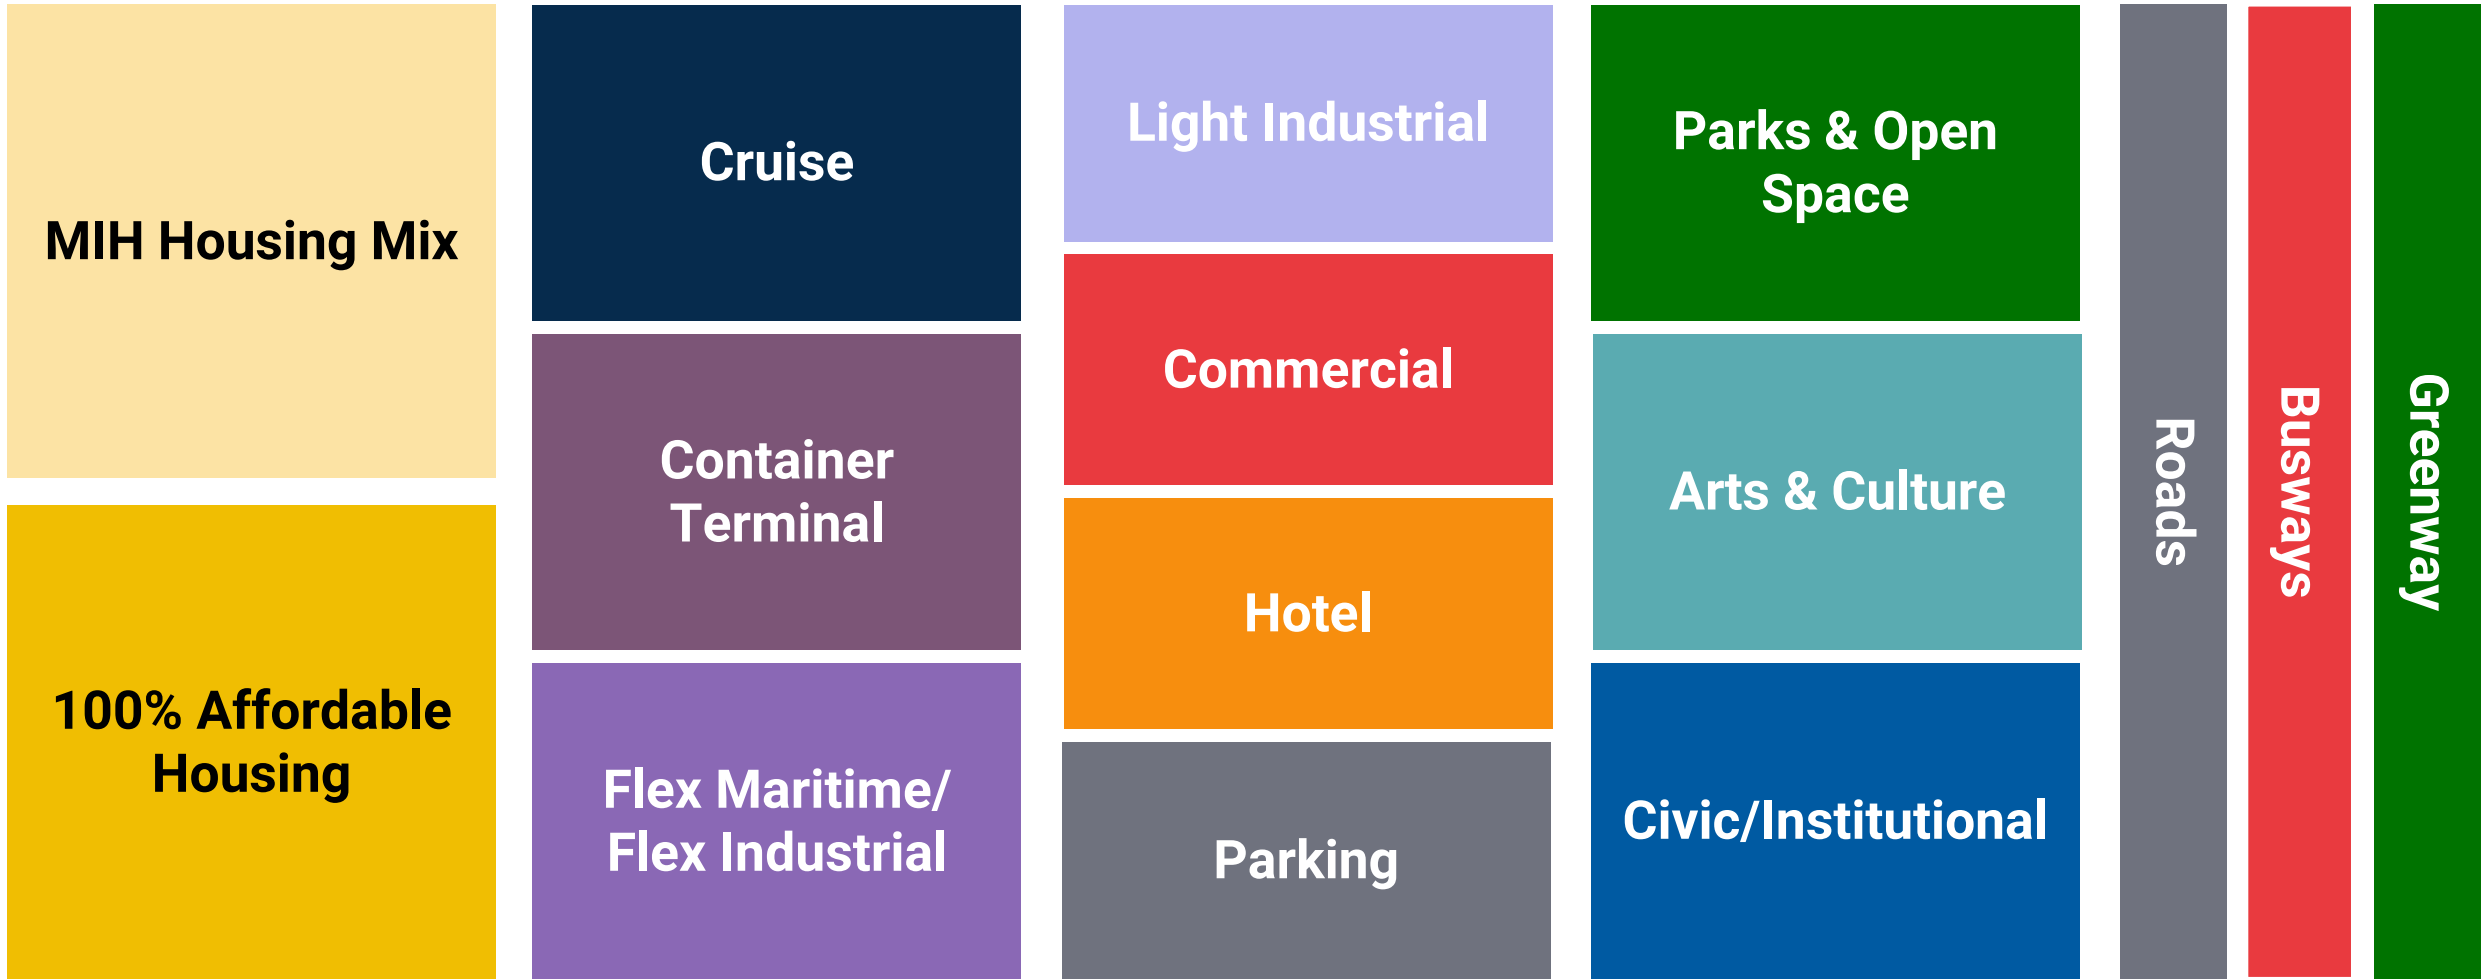 MIH Housing Mix
100% Affordable
Housing
Cruise
Container
Terminal
Flex Maritime/
Flex Industrial
Light Industrial
Commercial
Hotel
Parking
Parks & Open
Space
Arts & Culture
Civic/Institutional
Roads
Busways
Greenway